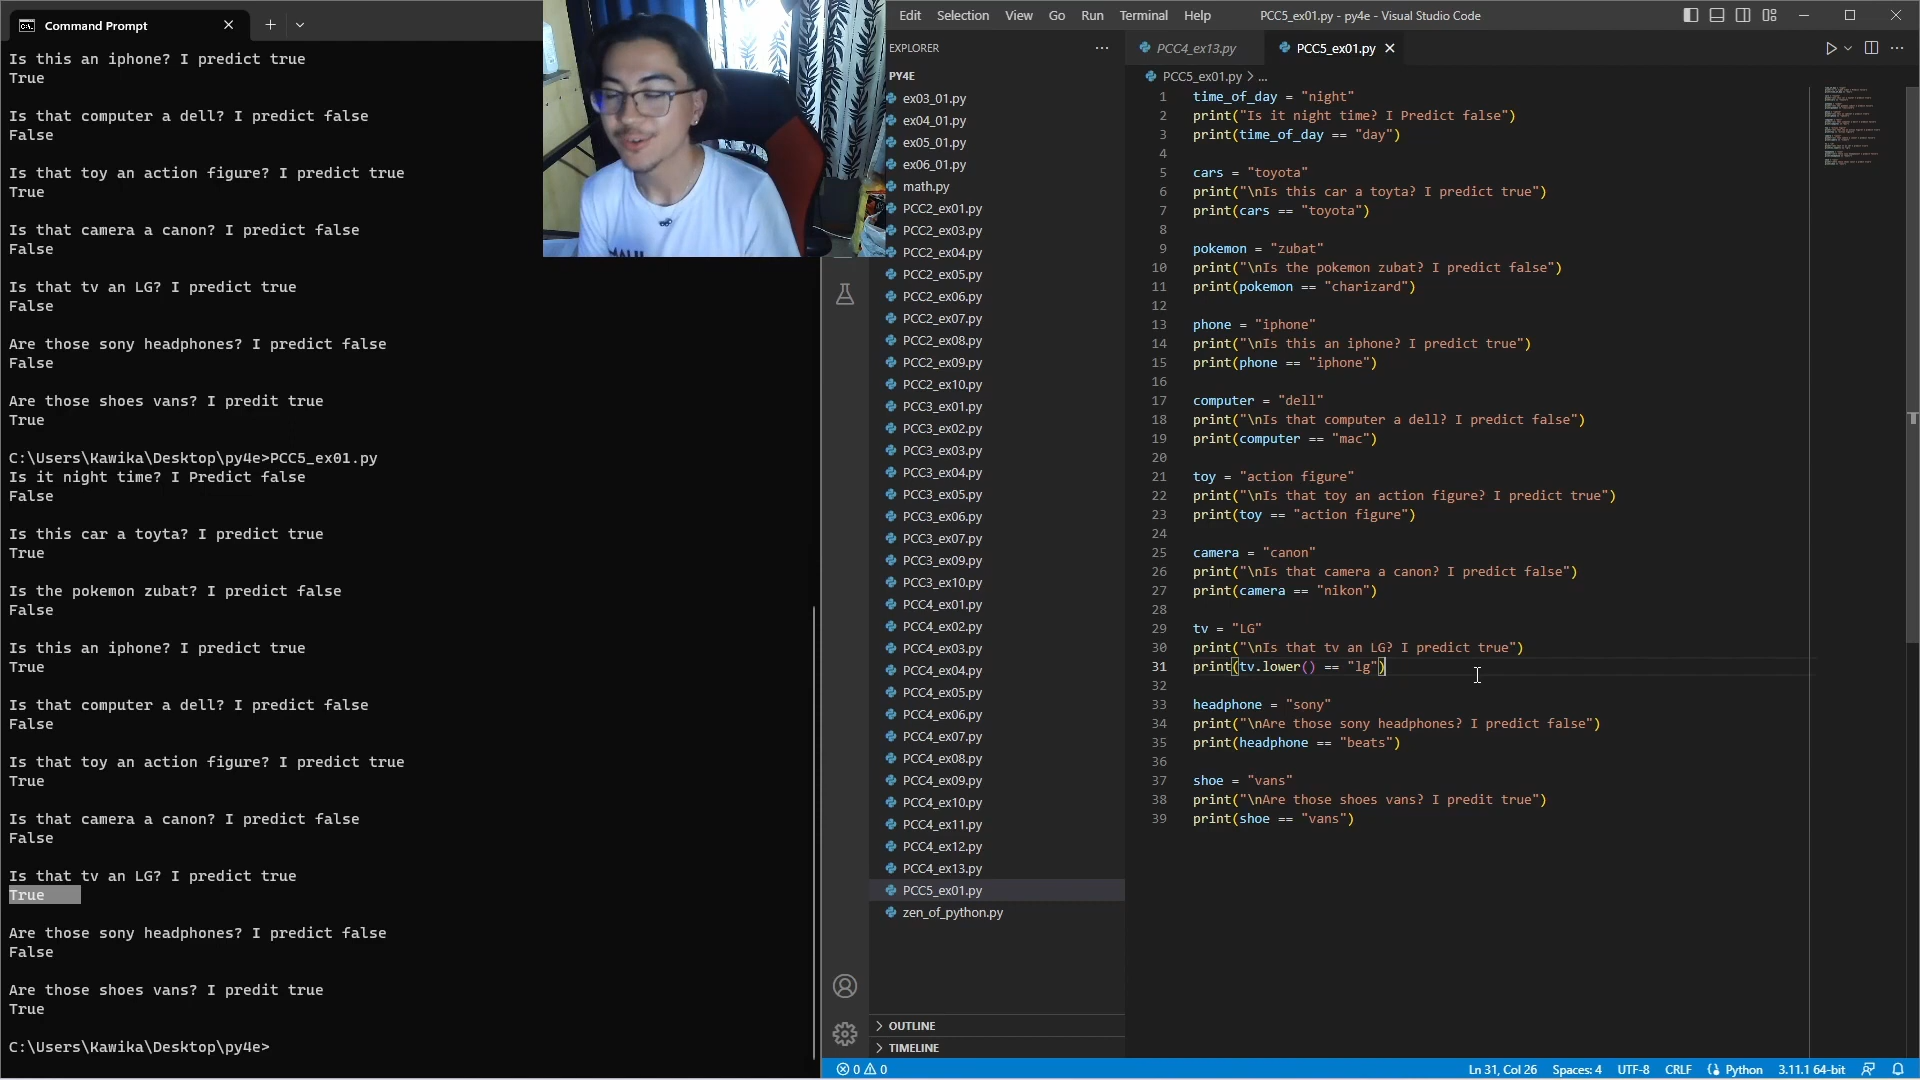 Command Prompt
Is this an iphone? I predict true
True
Is that computer a dell? I predict false
False
Is that toy an action figure? I predict true
True
Is that camera a canon? I predict false
False
Is that tv an LG? I predict true
False
Are those sony headphones? I predict false
False
Are those shoes vans? I predit true
True
C:\Users\Kawika\Desktop\py4e>PCC5_ex01.py
Is it night time? I Predict false
False
Is this car a toyta? I predict true
True
Is the pokemon zubat? I predict false
False
Is this an iphone? I predict true
True
Is that computer a dell? I predict false
False
Is that toy an action figure? I predict true
True
Is that camera a canon? I predict false
False
Is that tv an LG? I predict true
True
Are those sony headphones? I predict false
False
Are those shoes vans? I predit true
True
C:\Users\Kawika\Desktop\py4e>
Edit Selection View Go Run Terminal Help
PCC5_ex01.py - py4e - Visual Studio Code
EXPLORER
PY4E
ex03_01.py
ex04_01.py
ex05_01.py
ex06_01.py
math.py
PCC2_ex01.py
PCC2_ex03.py
PCC2_ex04.py
PCC2_ex05.py
PCC2_ex06.py
PCC2_ex07.py
PCC2_ex08.py
PCC2_ex09.py
PCC2_ex10.py
PCC3_ex01.py
PCC3_ex02.py
PCC3_ex03.py
PCC3_ex04.py
PCC3_ex05.py
PCC3_ex06.py
PCC3_ex07.py
PCC3_ex09.py
PCC3_ex10.py
PCC4_ex01.py
PCC4_ex02.py
PCC4_ex03.py
PCC4_ex04.py
PCC4_ex05.py
PCC4_ex06.py
PCC4_ex07.py
PCC4_ex08.py
PCC4_ex09.py
PCC4_ex10.py
PCC4_ex11.py
PCC4_ex12.py
PCC4_ex13.py
PCC5_ex01.py
zen_of_python.py
OUTLINE
TIMELINE
PCC4_ex13.py PCC5_ex01.py
PCC5_ex01.py > ...
1 time_of_day = "night"
2 print("Is it night time? I Predict false")
3 print(time_of_day == "day")
4
5 cars = "toyota"
6 print("\nIs this car a toyta? I predict true")
7 print(cars == "toyota")
8
9 pokemon = "zubat"
10 print("\nIs the pokemon zubat? I predict false")
11 print(pokemon == "charizard")
12
13 phone = "iphone"
14 print("\nIs this an iphone? I predict true")
15 print(phone == "iphone")
16
17 computer = "dell"
18 print("\nIs that computer a dell? I predict false")
19 print(computer == "mac")
20
21 toy = "action figure"
22 print("\nIs that toy an action figure? I predict true")
23 print(toy == "action figure")
24
25 camera = "canon"
26 print("\nIs that camera a canon? I predict false")
27 print(camera == "nikon")
28
29 tv = "LG"
30 print("\nIs that tv an LG? I predict true")
31 print(tv.lower() == "lg")
32
33 headphone = "sony"
34 print("\nAre those sony headphones? I predict false")
35 print(headphone == "beats")
36
37 shoe = "vans"
38 print("\nAre those shoes vans? I predit true")
39 print(shoe == "vans")
0 0 Ln 31, Col 26 Spaces: 4 UTF-8 CRLF Python 3.11.1 64-bit